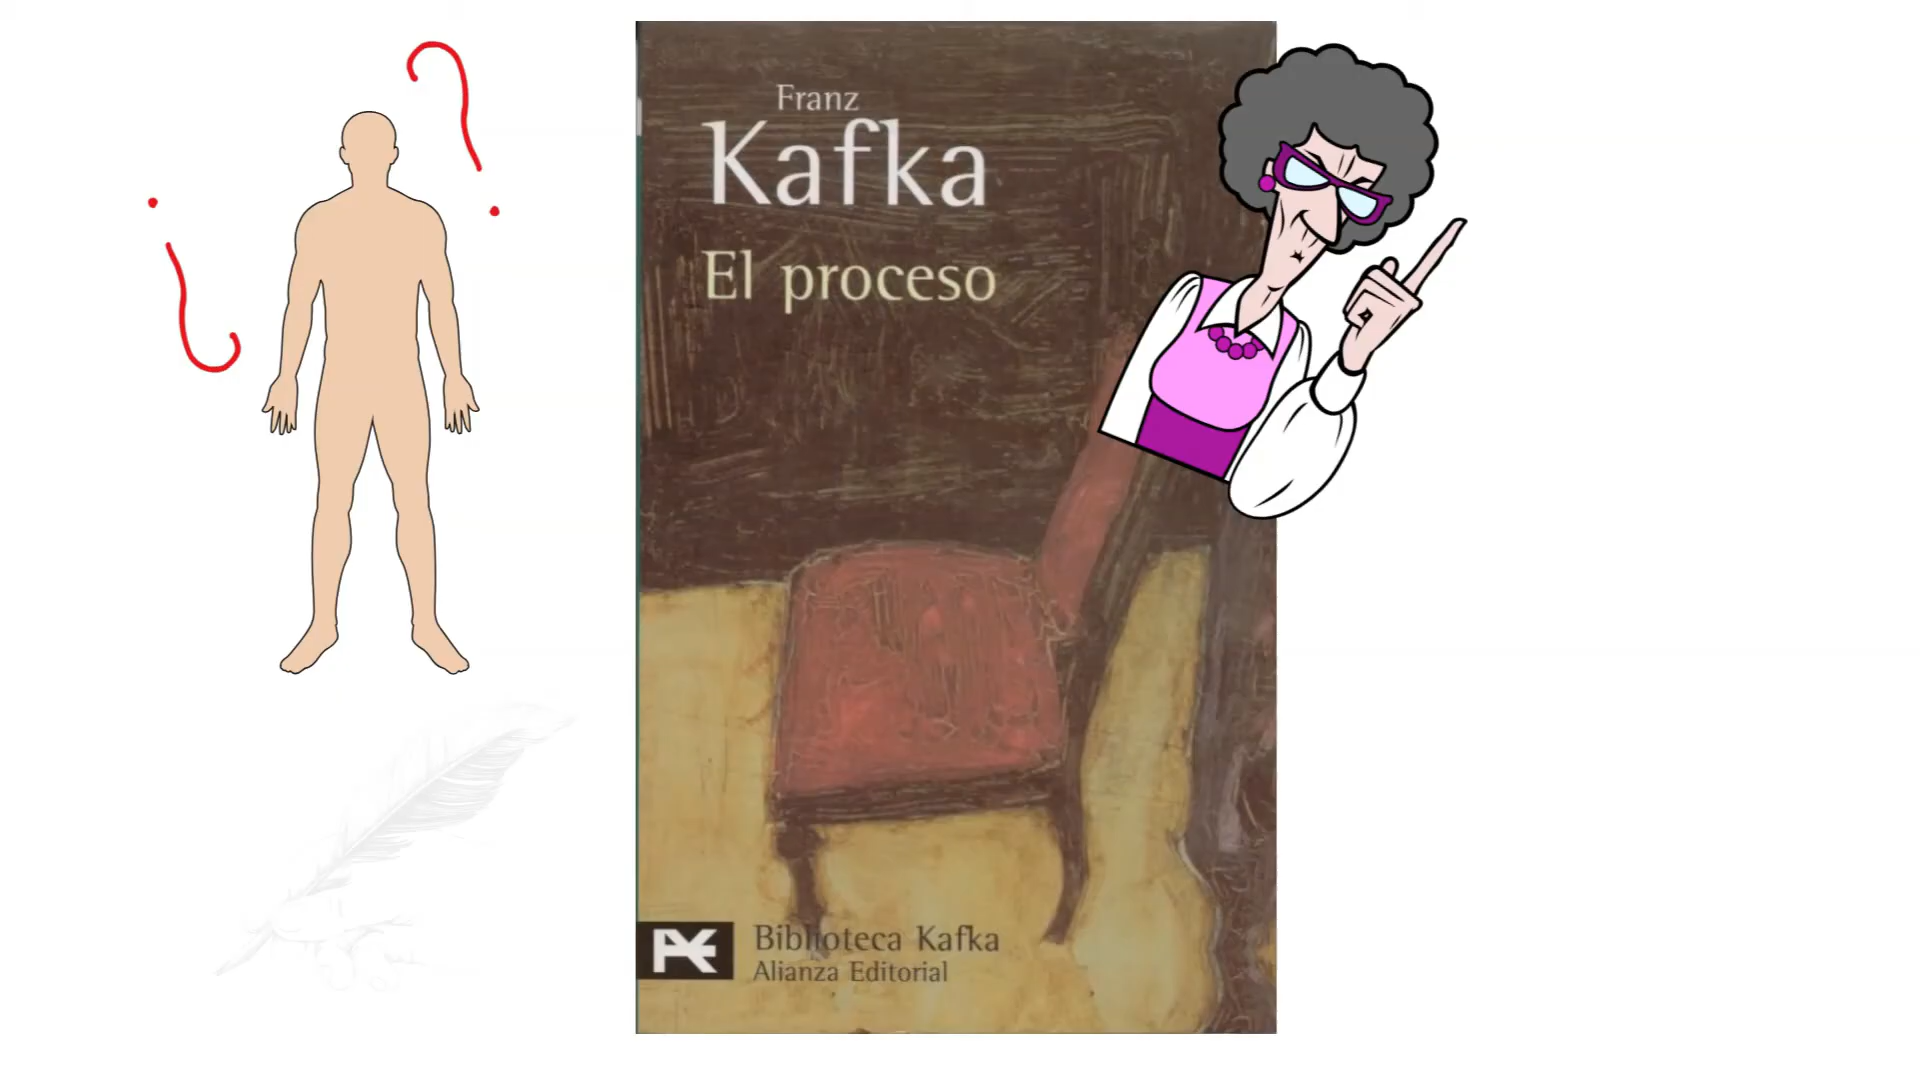 Franz
Kafka
El proceso
Biblioteca Kafka
Alianza Editorial